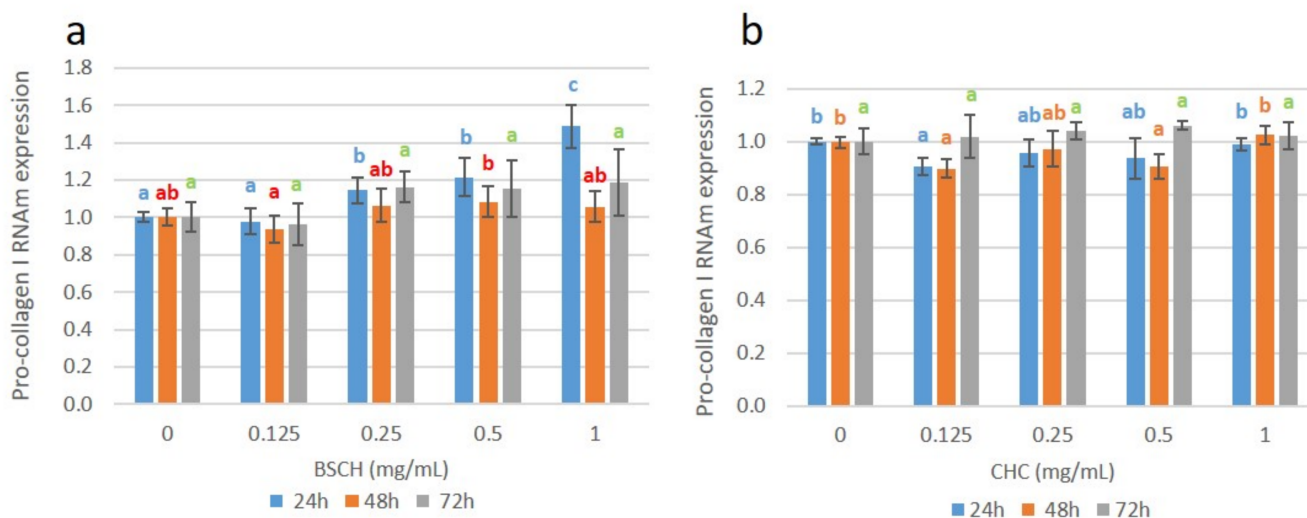 a
Pro-collagen I RNAm expression
1.8
1.6
1.4
1.2
1.0
0.8
0.6
0.4
0.2
0.0
a ab a
a a a
b ab a
b b a
c ab a
0 0.125 0.25 0.5 1
BSCH (mg/mL)
24h 48h 72h
b
Pro-collagen I RNAm expression
1.2
1.0
0.8
0.6
0.4
0.2
0.0
b b a
a a a
ab ab a
ab a a
b b a
0 0.125 0.25 0.5 1
CHC (mg/mL)
24h 48h 72h